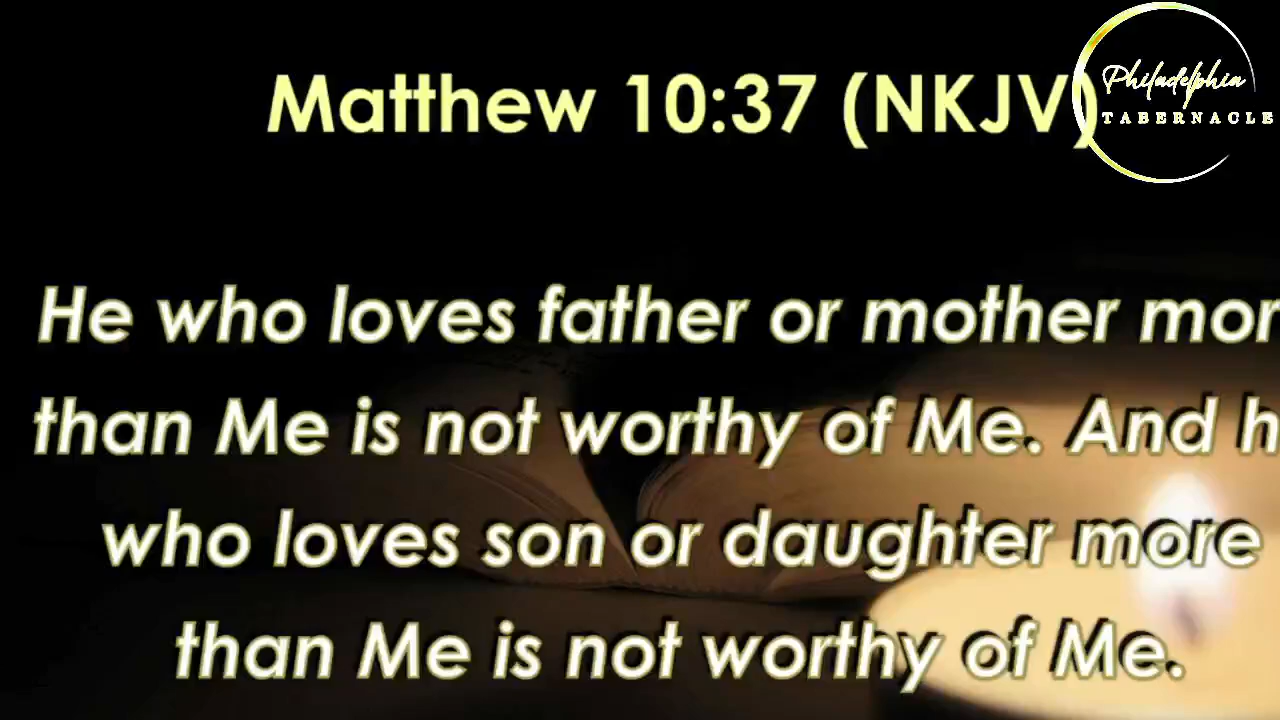 Matthew 10:37 (NKJV)
Philadelphia
TABERNACLE
He who loves father or mother mor
than Me is not worthy of Me. And h
who loves son or daughter more
than Me is not worthy of Me.